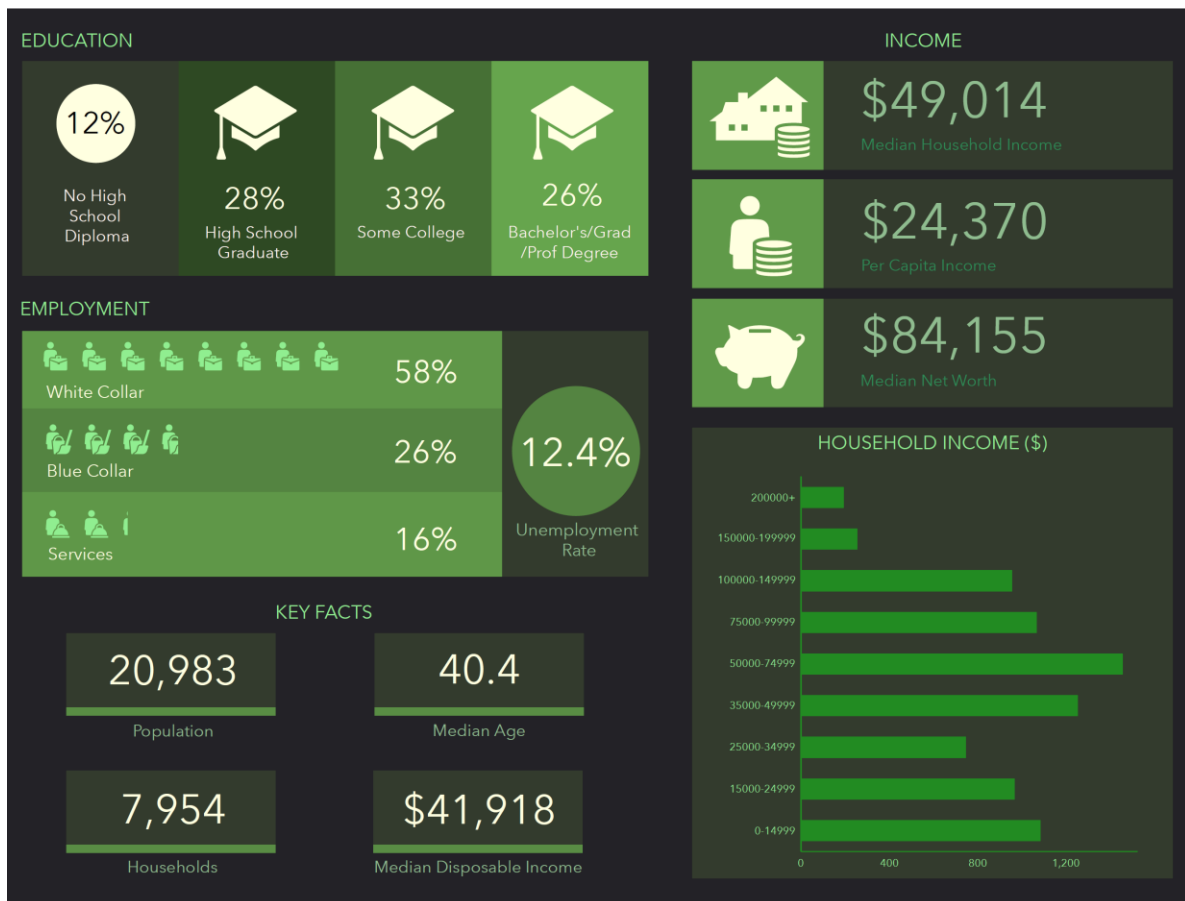 EDUCATION
12%
No High
School
Diploma
28%
High School
Graduate
33%
Some College
26%
Bachelor's/Grad
/Prof Degree
EMPLOYMENT
White Collar
58%
Blue Collar
26%
Services
16%
12.4%
Unemployment
Rate
KEY FACTS
20,983
Population
40.4
Median Age
7,954
Households
$41,918
Median Disposable Income
INCOME
$49,014
Median Household Income
$24,370
Per Capita Income
$84,155
Median Net Worth
HOUSEHOLD INCOME ($)
200000+
150000-199999
100000-149999
75000-99999
50000-74999
35000-49999
25000-34999
15000-24999
0-14999
0 400 800 1,200